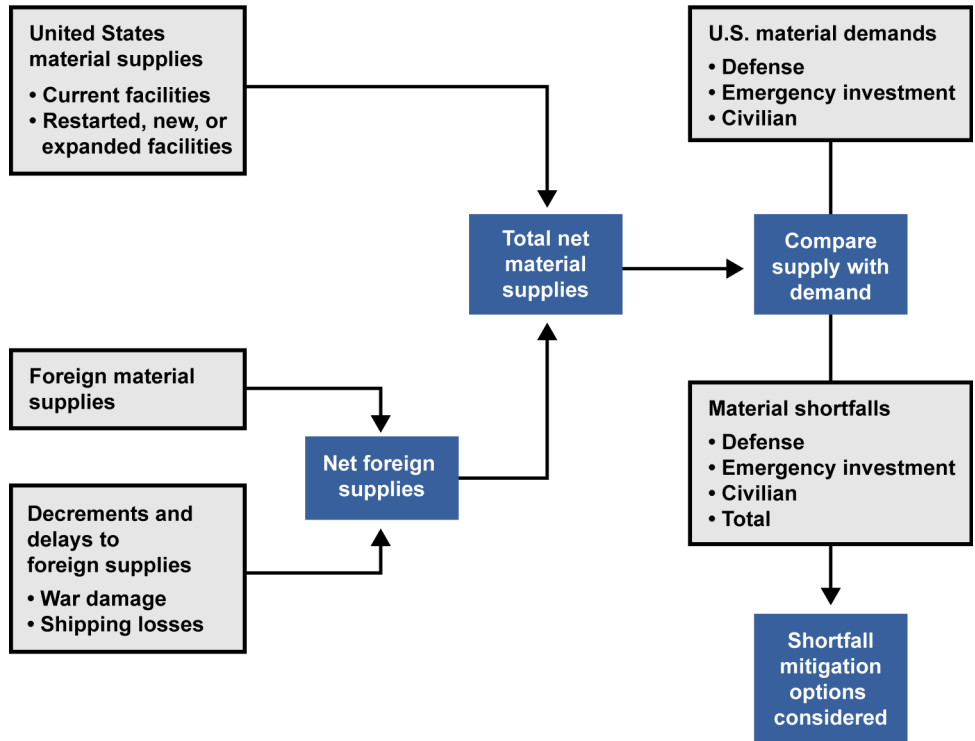 United States
material supplies
• Current facilities
• Restarted, new, or
expanded facilities
U.S. material demands
• Defense
• Emergency investment
• Civilian
Total net
material
supplies
Compare
supply with
demand
Foreign material
supplies
Net foreign
supplies
Decrements and
delays to
foreign supplies
• War damage
• Shipping losses
Material shortfalls
• Defense
• Emergency investment
• Civilian
• Total
Shortfall
mitigation
options
considered